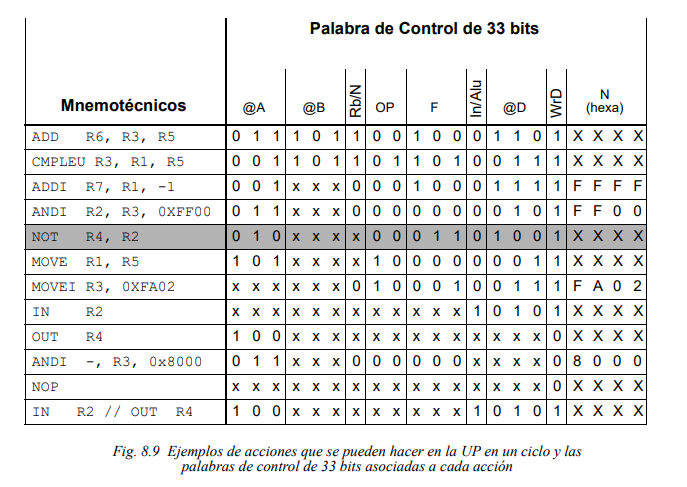 Palabra de Control de 33 bits
Mnemotécnicos @A @B Rb/N OP F In/Alu @D WrD N
(hexa)
ADD R6, R3, R5 0 1 1 1 0 1 1 0 0 1 0 0 0 1 1 0 1 X X X X
CMPLEU R3, R1, R5 0 0 1 1 0 1 1 0 1 1 0 1 0 0 1 1 1 X X X X
ADDI R7, R1, -1 0 0 1 x x x 0 0 0 1 0 0 0 1 1 1 1 F F F F
ANDI R2, R3, 0XFF00 0 1 1 x x x 0 0 0 0 0 0 0 0 1 0 1 F F 0 0
NOT R4, R2 0 1 0 x x x x 0 0 0 1 1 0 1 0 0 1 X X X X
MOVE R1, R5 1 0 1 x x x x 1 0 0 0 0 0 0 0 1 1 X X X X
MOVEI R3, 0XFA02 x x x x x x 0 1 0 0 0 1 0 0 1 1 1 F A 0 2
IN R2 x x x x x x x x x x x x 1 0 1 0 1 X X X X
OUT R4 1 0 0 x x x x x x x x x x x x x 0 X X X X
ANDI -, R3, 0x8000 0 1 1 x x x 0 0 0 0 0 0 x x x x 0 8 0 0 0
NOP x x x x x x x x x x x x x x x x 0 X X X X
IN R2 // OUT R4 1 0 0 x x x x x x x x x 1 0 1 0 1 X X X X
Fig. 8.9 Ejemplos de acciones que se pueden hacer en la UP en un ciclo y las
palabras de control de 33 bits asociadas a cada acción